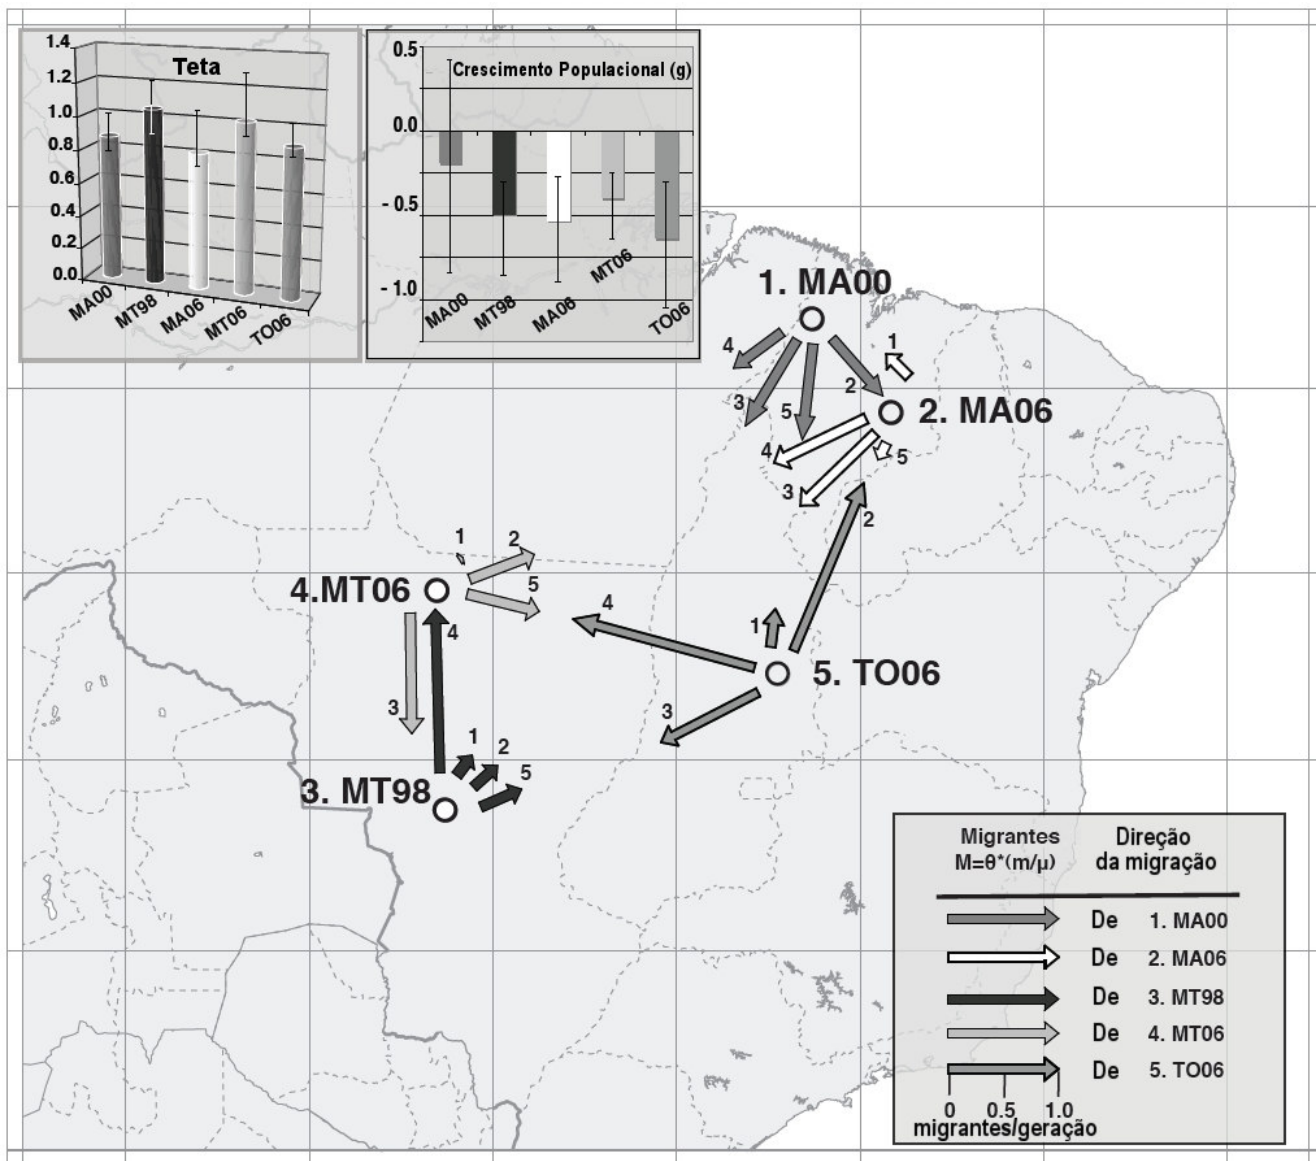 Teta
1.4
1.2
1.0
0.8
0.6
0.4
0.2
0.0
MA00
MT98
MA06
MT06
TO06
Crescimento Populacional (g)
0.5
0.0
- 0.5
- 1.0
MA00
MT98
MA06
MT06
TO06
1. MA00
4
3
5
2
1
2. MA06
4
3
5
2
1
2
4.MT06
5
4
1
5. TO06
3
4
3
1
2
5
3. MT98
Migrantes Direção
M=θ*(m/μ) da migração
De 1. MA00
De 2. MA06
De 3. MT98
De 4. MT06
De 5. TO06
0 0.5 1.0
migrantes/geração